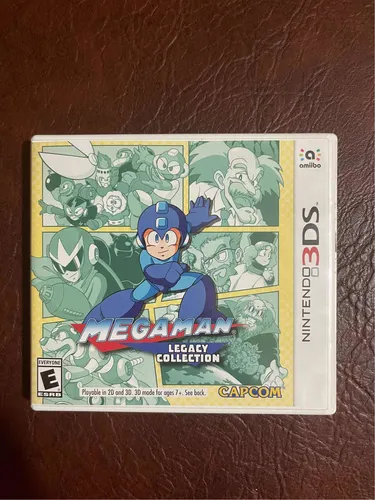 amiibo
NINTENDO 3DS
MEGAMAN
LEGACY
COLLECTION
EVERYONE
E
ESRB
Playable in 2D and 3D. 3D mode for ages 7+. See back.
CAPCOM